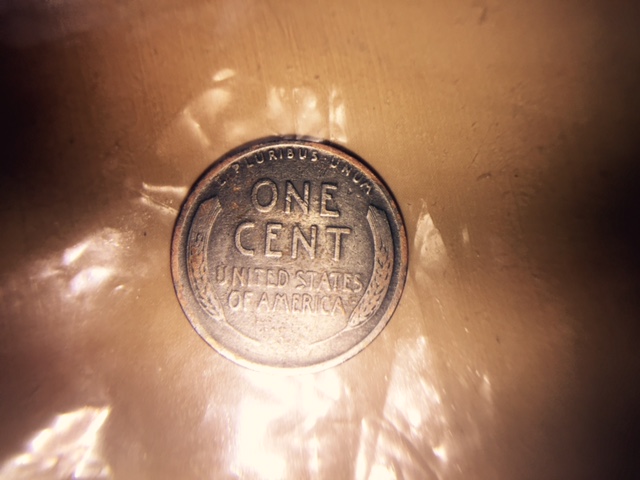 E·PLURIBUS·UNUM
ONE
CENT
UNITED STATES
OF AMERICA